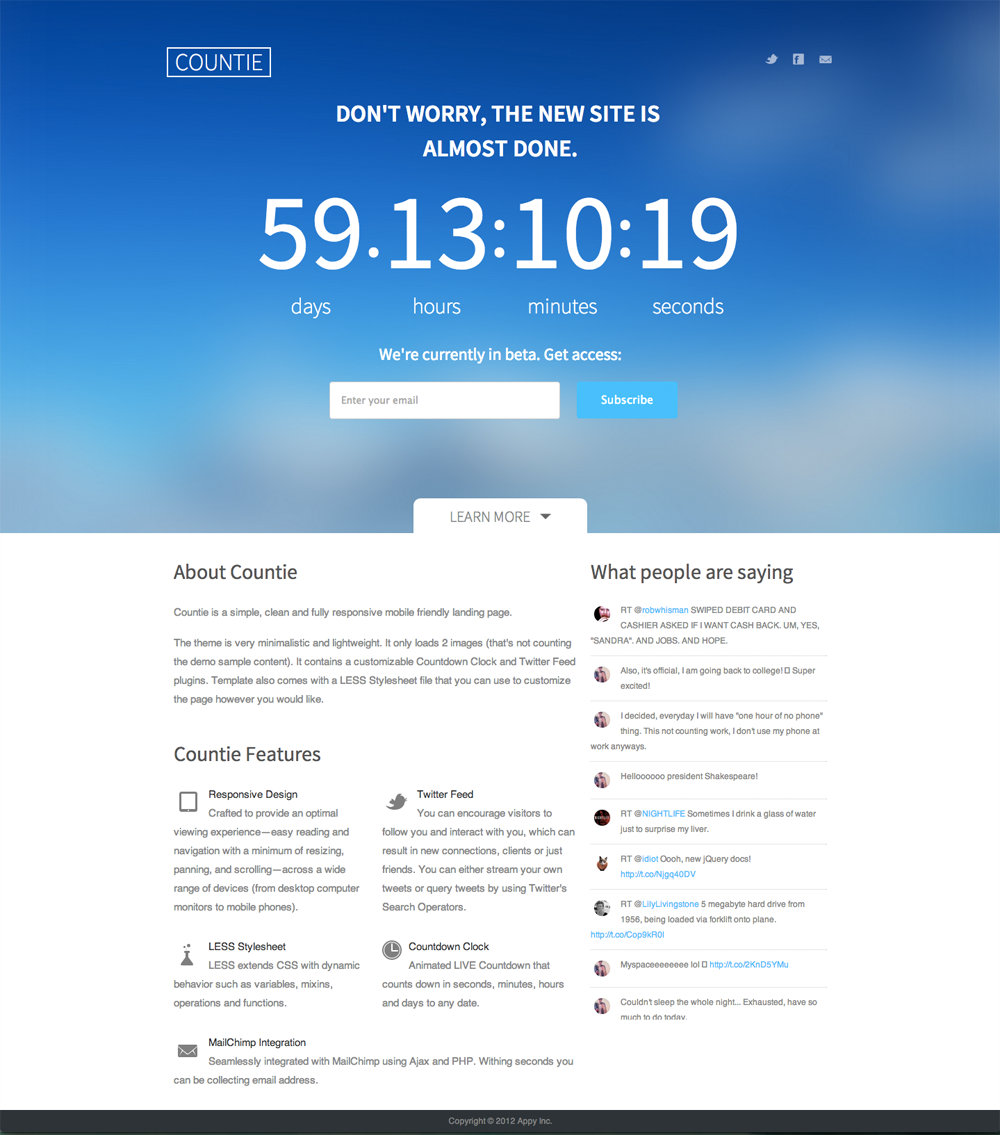 COUNTIE
DON'T WORRY, THE NEW SITE IS
ALMOST DONE.
59.13:10:19
days hours minutes seconds
We're currently in beta. Get access:
Enter your email
Subscribe
LEARN MORE
About Countie
Countie is a simple, clean and fully responsive mobile friendly landing page.
The theme is very minimalistic and lightweight. It only loads 2 images (that's not counting
the demo sample content). It contains a customizable Countdown Clock and Twitter Feed
plugins. Template also comes with a LESS Stylesheet file that you can use to customize
the page however you would like.
Countie Features
Responsive Design
Crafted to provide an optimal
viewing experience—easy reading and
navigation with a minimum of resizing,
panning, and scrolling—across a wide
range of devices (from desktop computer
monitors to mobile phones).
Twitter Feed
You can encourage visitors to
follow you and interact with you, which can
result in new connections, clients or just
friends. You can either stream your own
tweets or query tweets by using Twitter's
Search Operators.
LESS Stylesheet
LESS extends CSS with dynamic
behavior such as variables, mixins,
operations and functions.
Countdown Clock
Animated LIVE Countdown that
counts down in seconds, minutes, hours
and days to any date.
MailChimp Integration
Seamlessly integrated with MailChimp using Ajax and PHP. Withing seconds you
can be collecting email address.
What people are saying
RT @robwhisman SWIPED DEBIT CARD AND
CASHIER ASKED IF I WANT CASH BACK. UM, YES,
"SANDRA". AND JOBS. AND HOPE.
Also, it's official, I am going back to college! Super
excited!
I decided, everyday I will have "one hour of no phone"
thing. This not counting work, I don't use my phone at
work anyways.
Helloooooo president Shakespeare!
RT @NIGHTLIFE Sometimes I drink a glass of water
just to surprise my liver.
RT @idiot Oooh, new jQuery docs!
http://t.co/Njgq40DV
RT @LilyLivingstone 5 megabyte hard drive from
1956, being loaded via forklift onto plane.
http://t.co/Cop9kR0l
Myspaceeeeeeee lol http://t.co/2KnD5YMu
Couldn't sleep the whole night... Exhausted, have so
much to do today.
Copyright © 2012 Appy Inc.